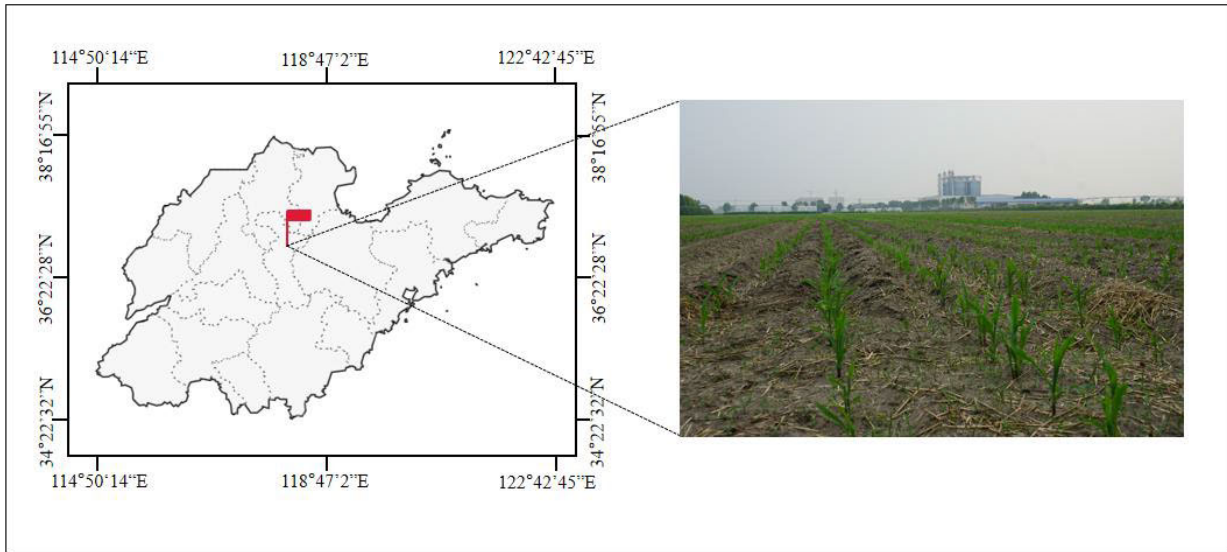 114°50‘14“E 118°47’2”E 122°42’45”E
38°16’55”N 38°16’55”N
36°22’28”N 36°22’28”N
34°22’32”N 34°22’32”N
114°50‘14“E 118°47’2”E 122°42’45”E